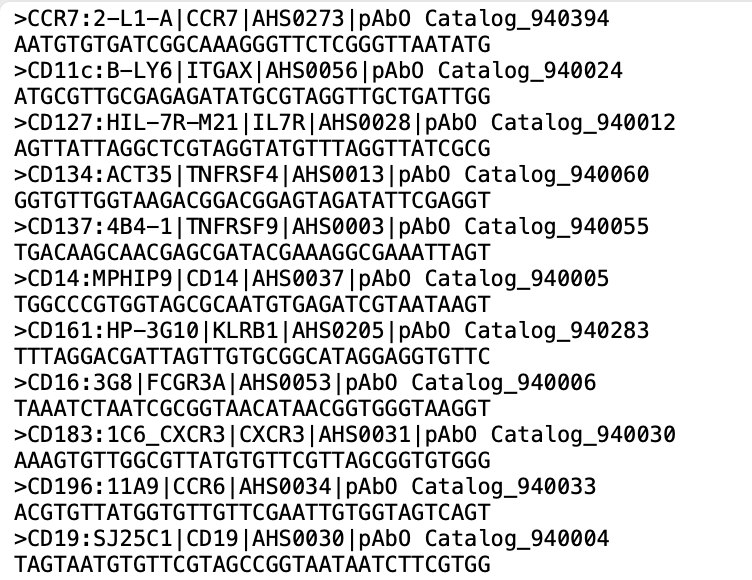 >CCR7:2-L1-A|CCR7|AHS0273|pAbO Catalog_940394
AATGTGTGATCGGCAAAGGGTTCTCGGGTTAATATG
>CD11c:B-LY6|ITGAX|AHS0056|pAbO Catalog_940024
ATGCGTTGCGAGAGATATGCGTAGGTTGCTGATTGG
>CD127:HIL-7R-M21|IL7R|AHS0028|pAbO Catalog_940012
AGTTATTAGGCTCGTAGGTATGTTTAGGTTATCGCG
>CD134:ACT35|TNFRSF4|AHS0013|pAbO Catalog_940060
GGTGTTGGTAAGACGGACGGAGTAGATATTCGAGGT
>CD137:4B4-1|TNFRSF9|AHS0003|pAbO Catalog_940055
TGACAAGCAACGAGCGATACGAAAGGCGAAATTAGT
>CD14:MPHIP9|CD14|AHS0037|pAbO Catalog_940005
TGGCCCGTGGTAGCGCAATGTGAGATCGTAATAAGT
>CD161:HP-3G10|KLRB1|AHS0205|pAbO Catalog_940283
TTTAGGACGATTAGTTGTGCGGCATAGGAGGTGTTC
>CD16:3G8|FCGR3A|AHS0053|pAbO Catalog_940006
TAAATCTAATCGCGGTAACATAACGGTGGGTAAGGT
>CD183:1C6_CXCR3|CXCR3|AHS0031|pAbO Catalog_940030
AAAGTGTTGGCGTTATGTGTTCGTTAGCGGTGTGGG
>CD196:11A9|CCR6|AHS0034|pAbO Catalog_940033
ACGTGTTATGGTGTTGTTCGAATTGTGGTAGTCAGT
>CD19:SJ25C1|CD19|AHS0030|pAbO Catalog_940004
TAGTAATGTGTTCGTAGCCGGTAATAATCTTCGTGG